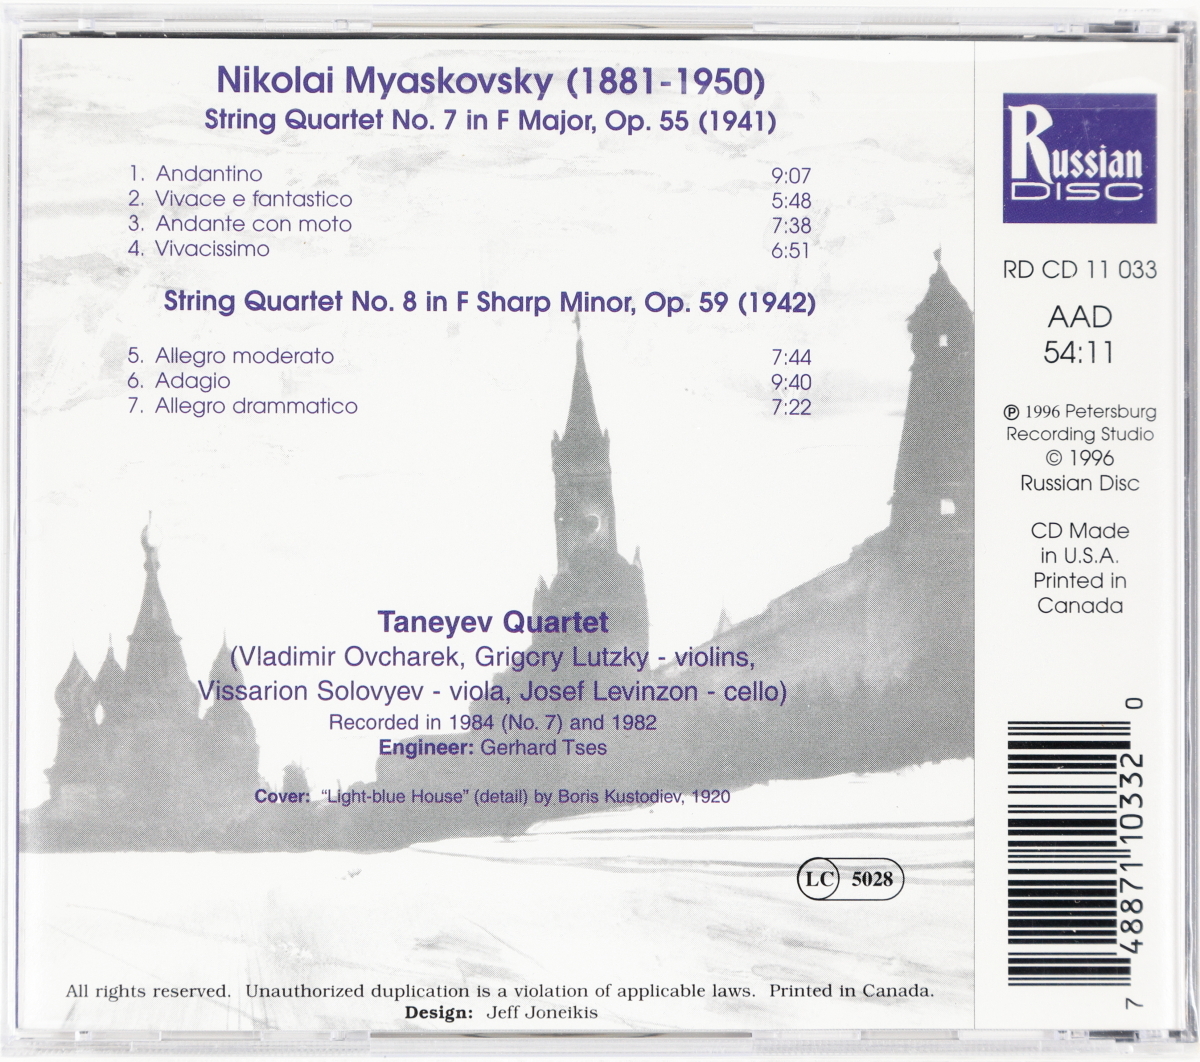 Nikolai Myaskovsky (1881-1950)
String Quartet No. 7 in F Major, Op. 55 (1941)
1. Andantino 9:07
2. Vivace e fantastico 5:48
3. Andante con moto 7:38
4. Vivacissimo 6:51
String Quartet No. 8 in F Sharp Minor, Op. 59 (1942)
5. Allegro moderato 7:44
6. Adagio 9:40
7. Allegro drammatico 7:22
Taneyev Quartet
(Vladimir Ovcharek, Grigory Lutzky - violins,
Vissarion Solovyev - viola, Josef Levinzon - cello)
Recorded in 1984 (No. 7) and 1982
Engineer: Gerhard Tses
Cover: "Light-blue House" (detail) by Boris Kustodiev, 1920
LC 5028
All rights reserved. Unauthorized duplication is a violation of applicable laws. Printed in Canada.
Design: Jeff Joneikis
Russian
DISC
RD CD 11 033
AAD
54:11
℗ 1996 Petersburg
Recording Studio
© 1996
Russian Disc
CD Made
in U.S.A.
Printed in
Canada
7 48871 10332 0